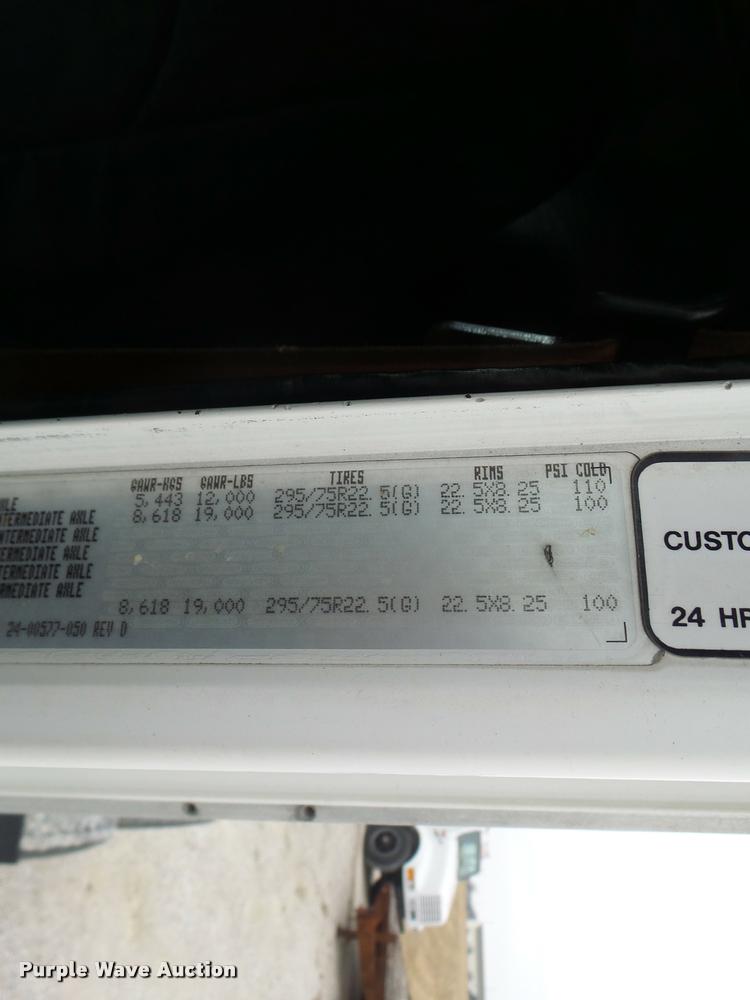 GAWR-KGS GAWR-LBS TIRES RIMS PSI COLD
XLE 5,443 12,000 295/75R22.5(G) 22.5X8.25 110
NTERMEDIATE AXLE 8,618 19,000 295/75R22.5(G) 22.5X8.25 100
INTERMEDIATE AXLE
ERMEDIATE AXLE
TERMEDIATE AXLE
RMEDIATE AXLE
8,618 19,000 295/75R22.5(G) 22.5X8.25 100
24-00577-050 REV D
CUSTO
24 HR
Purple Wave Auction